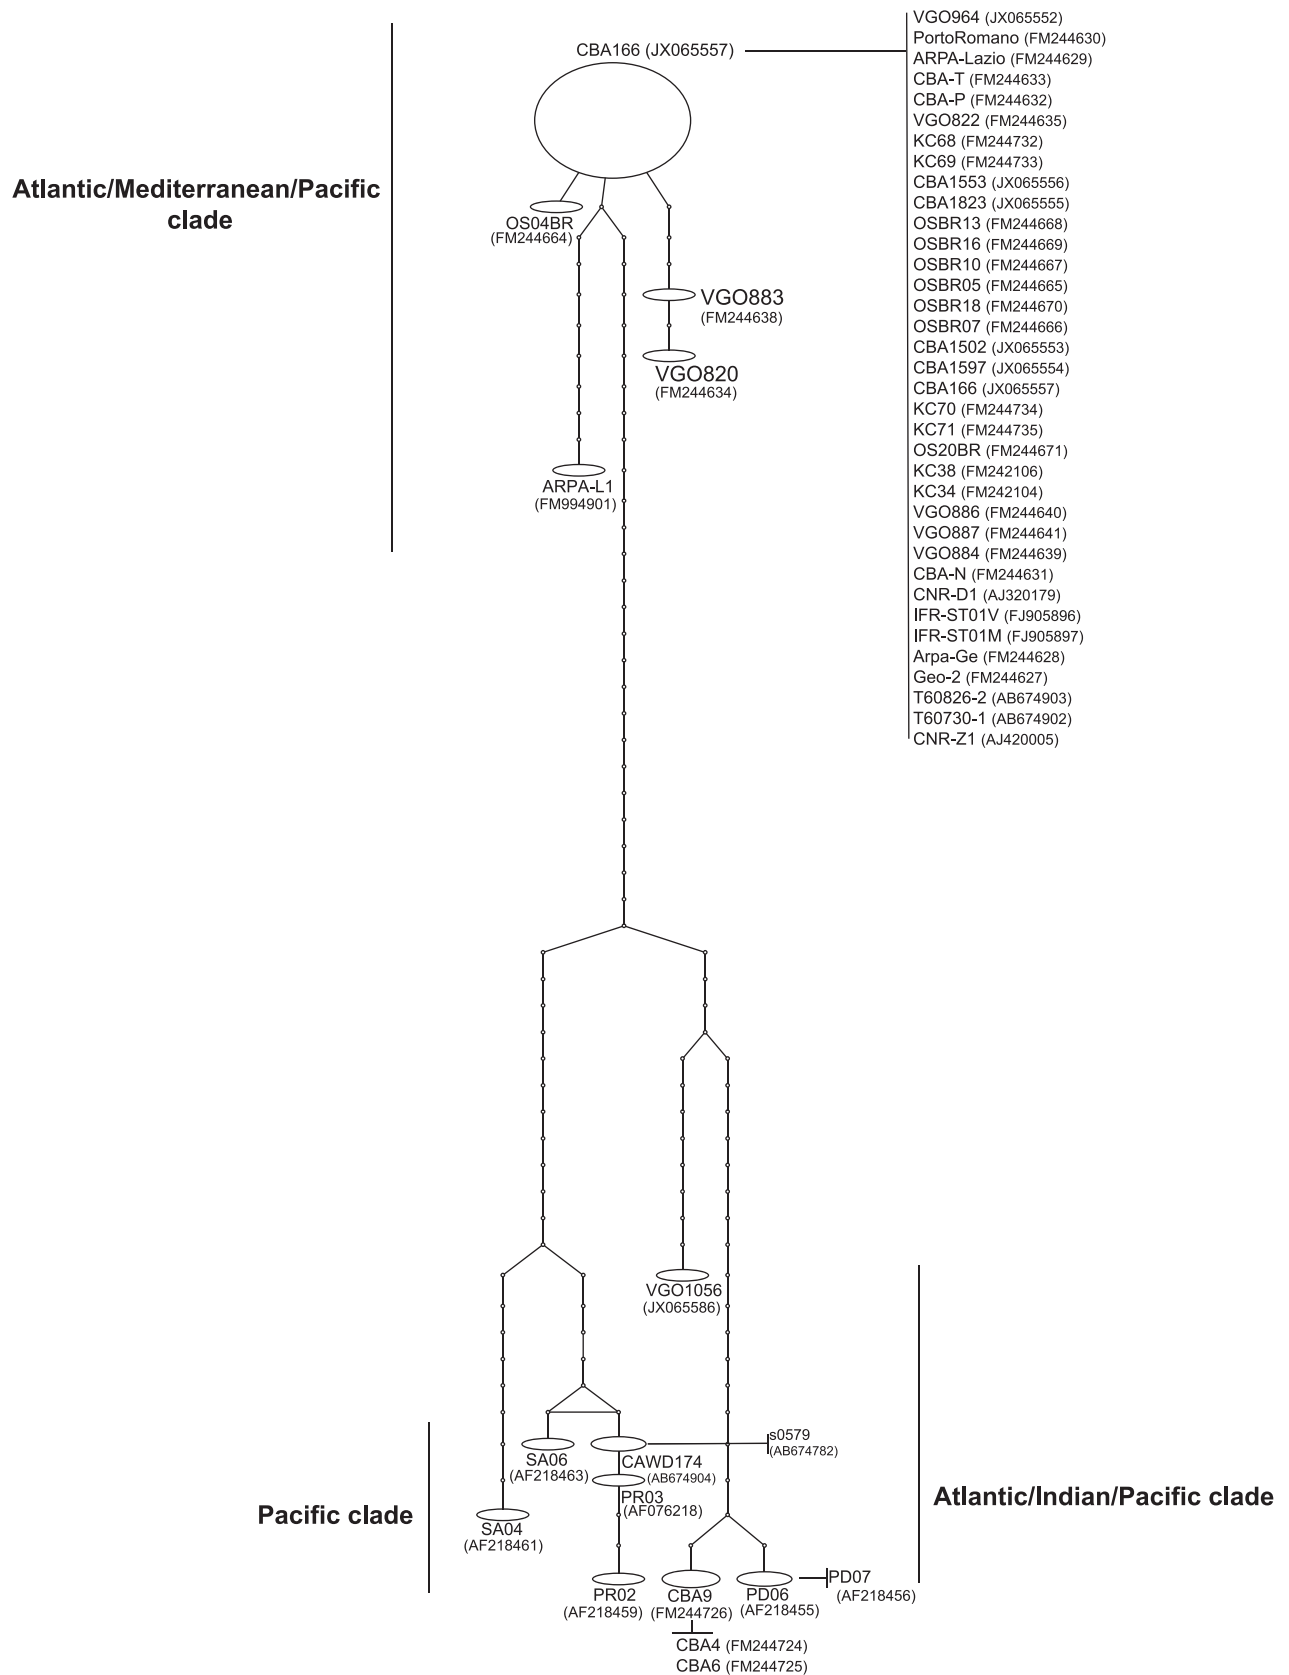 CBA166 (JX065557)
VGO964 (JX065552)
PortoRomano (FM244630)
ARPA-Lazio (FM244629)
CBA-T (FM244633)
CBA-P (FM244632)
VGO822 (FM244635)
KC68 (FM244732)
KC69 (FM244733)
CBA1553 (JX065556)
CBA1823 (JX065555)
OSBR13 (FM244668)
OSBR16 (FM244669)
OSBR10 (FM244667)
OSBR05 (FM244665)
OSBR18 (FM244670)
OSBR07 (FM244666)
CBA1502 (JX065553)
CBA1597 (JX065554)
CBA166 (JX065557)
KC70 (FM244734)
KC71 (FM244735)
OS20BR (FM244671)
KC38 (FM242106)
KC34 (FM242104)
VGO886 (FM244640)
VGO887 (FM244641)
VGO884 (FM244639)
CBA-N (FM244631)
CNR-D1 (AJ320179)
IFR-ST01V (FJ905896)
IFR-ST01M (FJ905897)
Arpa-Ge (FM244628)
Geo-2 (FM244627)
T60826-2 (AB674903)
T60730-1 (AB674902)
CNR-Z1 (AJ420005)
Atlantic/Mediterranean/Pacific
clade
OS04BR
(FM244664)
VGO883
(FM244638)
VGO820
(FM244634)
ARPA-L1
(FM994901)
VGO1056
(JX065586)
s0579
(AB674782)
SA06
(AF218463)
CAWD174
(AB674904)
PR03
(AF076218)
Pacific clade
SA04
(AF218461)
Atlantic/Indian/Pacific clade
PR02
(AF218459)
CBA9
(FM244726)
PD06
(AF218455)
PD07
(AF218456)
CBA4 (FM244724)
CBA6 (FM244725)